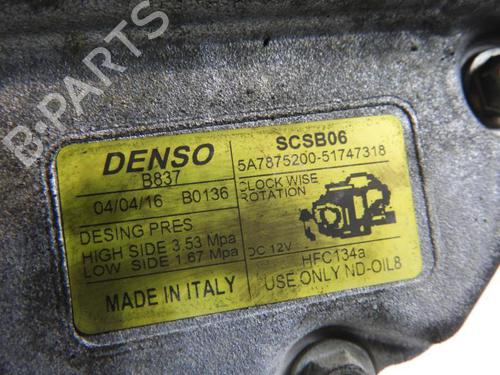 B-PARTS
DENSO
B837
04/04/16 B0136
DESING PRES
HIGH SIDE 3.53 Mpa
LOW SIDE 1.67 Mpa
MADE IN ITALY
SCSB06
5A7875200-51747318
CLOCK WISE
ROTATION
DC 12V
HFC134a
USE ONLY ND-OIL8